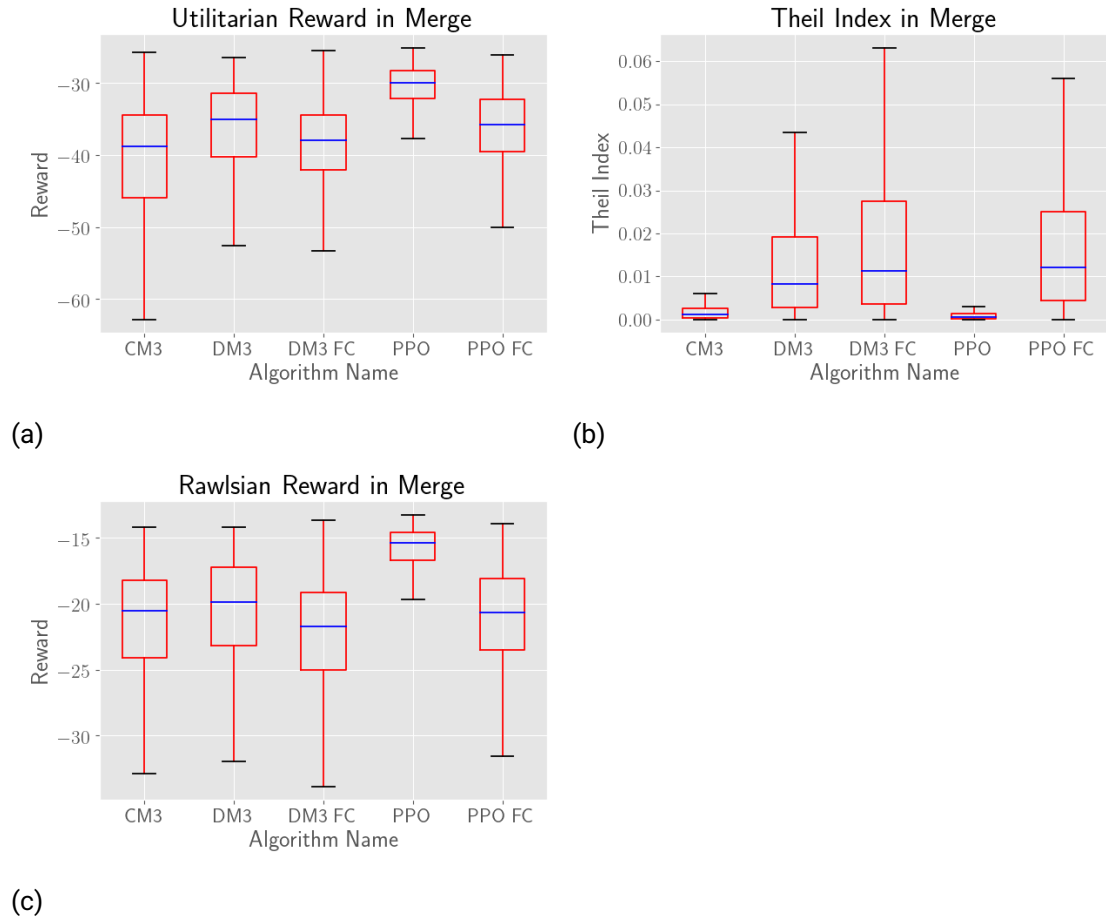 Utilitarian Reward in Merge
−30
−40
−50
−60
Reward
CM3 DM3 DM3 FC PPO PPO FC
Algorithm Name
(a)
Theil Index in Merge
0.06
0.05
0.04
0.03
0.02
0.01
0.00
Theil Index
CM3 DM3 DM3 FC PPO PPO FC
Algorithm Name
(b)
Rawlsian Reward in Merge
−15
−20
−25
−30
Reward
CM3 DM3 DM3 FC PPO PPO FC
Algorithm Name
(c)